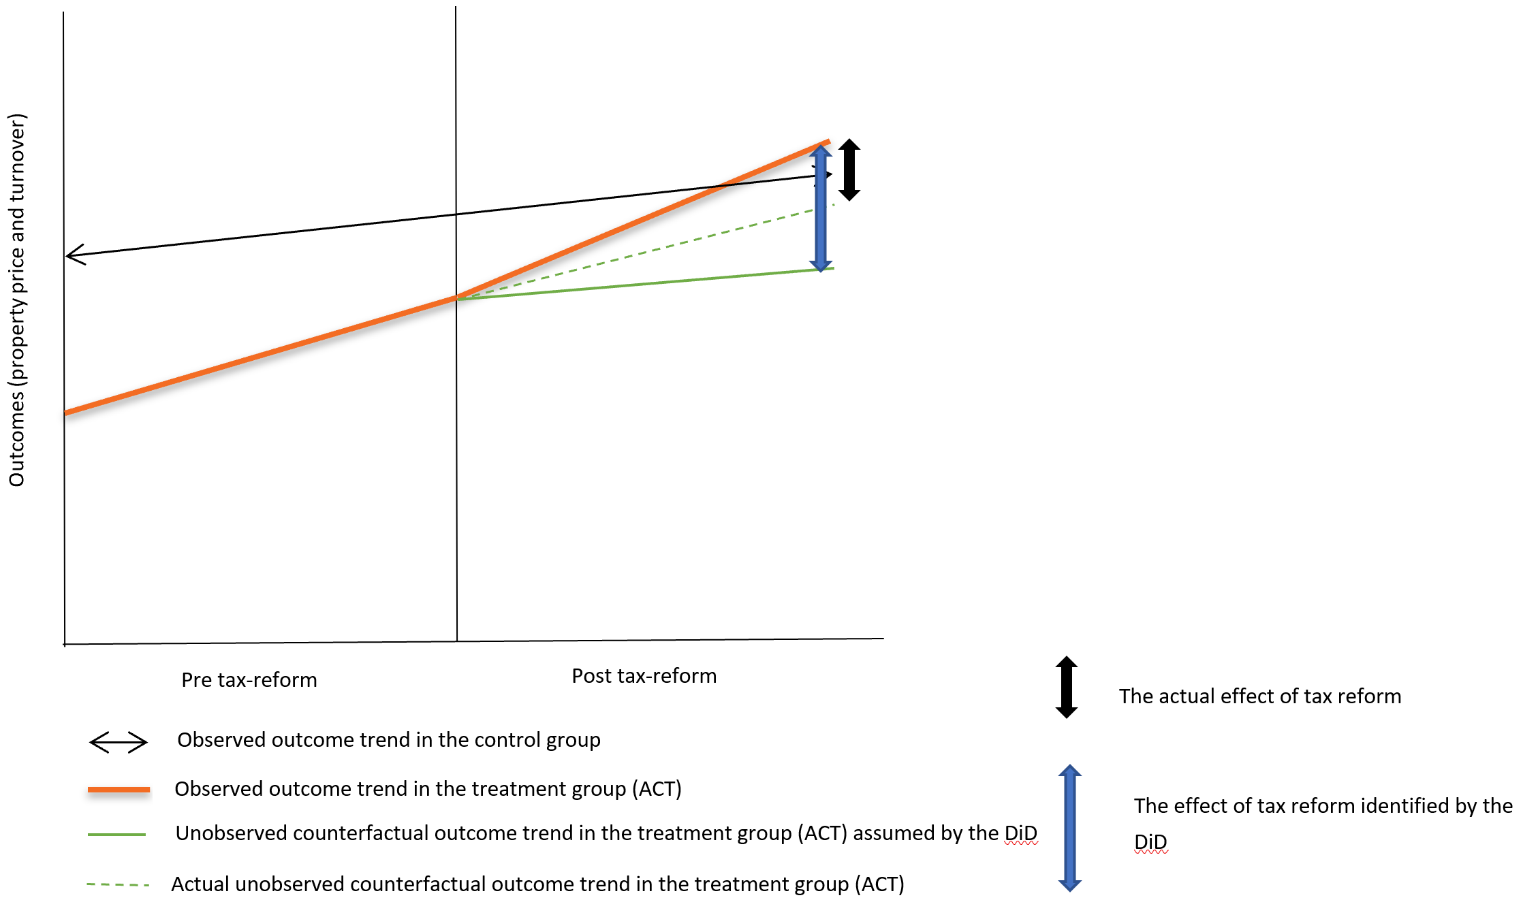 Outcomes (property price and turnover)
Pre tax-reform
Post tax-reform
Observed outcome trend in the control group
Observed outcome trend in the treatment group (ACT)
Unobserved counterfactual outcome trend in the treatment group (ACT) assumed by the DiD
Actual unobserved counterfactual outcome trend in the treatment group (ACT)
The actual effect of tax reform
The effect of tax reform identified by the
DiD